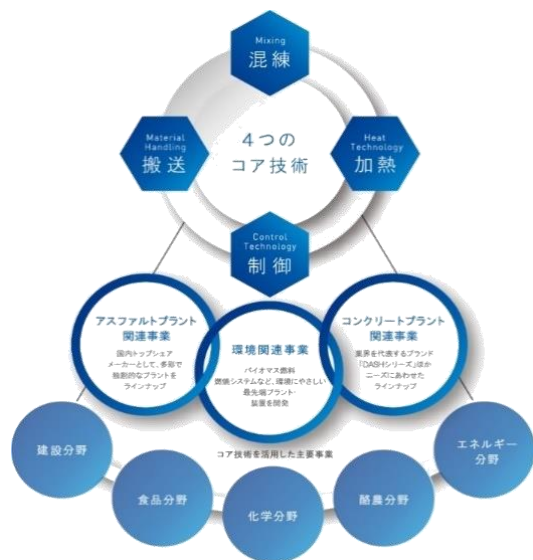 Mixing
混練
Material
Handling
搬送
4つの
コア技術
Heat
Technology
加熱
Control
Technology
制御
アスファルトプラント
関連事業
国内トップシェア
メーカーとして、多彩で
独創的なプラントを
ラインナップ
環境関連事業
バイオマス燃料
燃焼システムなど、環境にやさしい
最先端プラント・
装置を開発
コンクリートプラント
関連事業
業界を代表するブランド
「DASHシリーズ」ほか
ニーズにあわせた
ラインナップ
コア技術を活用した主要事業
建設分野
食品分野
化学分野
酪農分野
エネルギー
分野